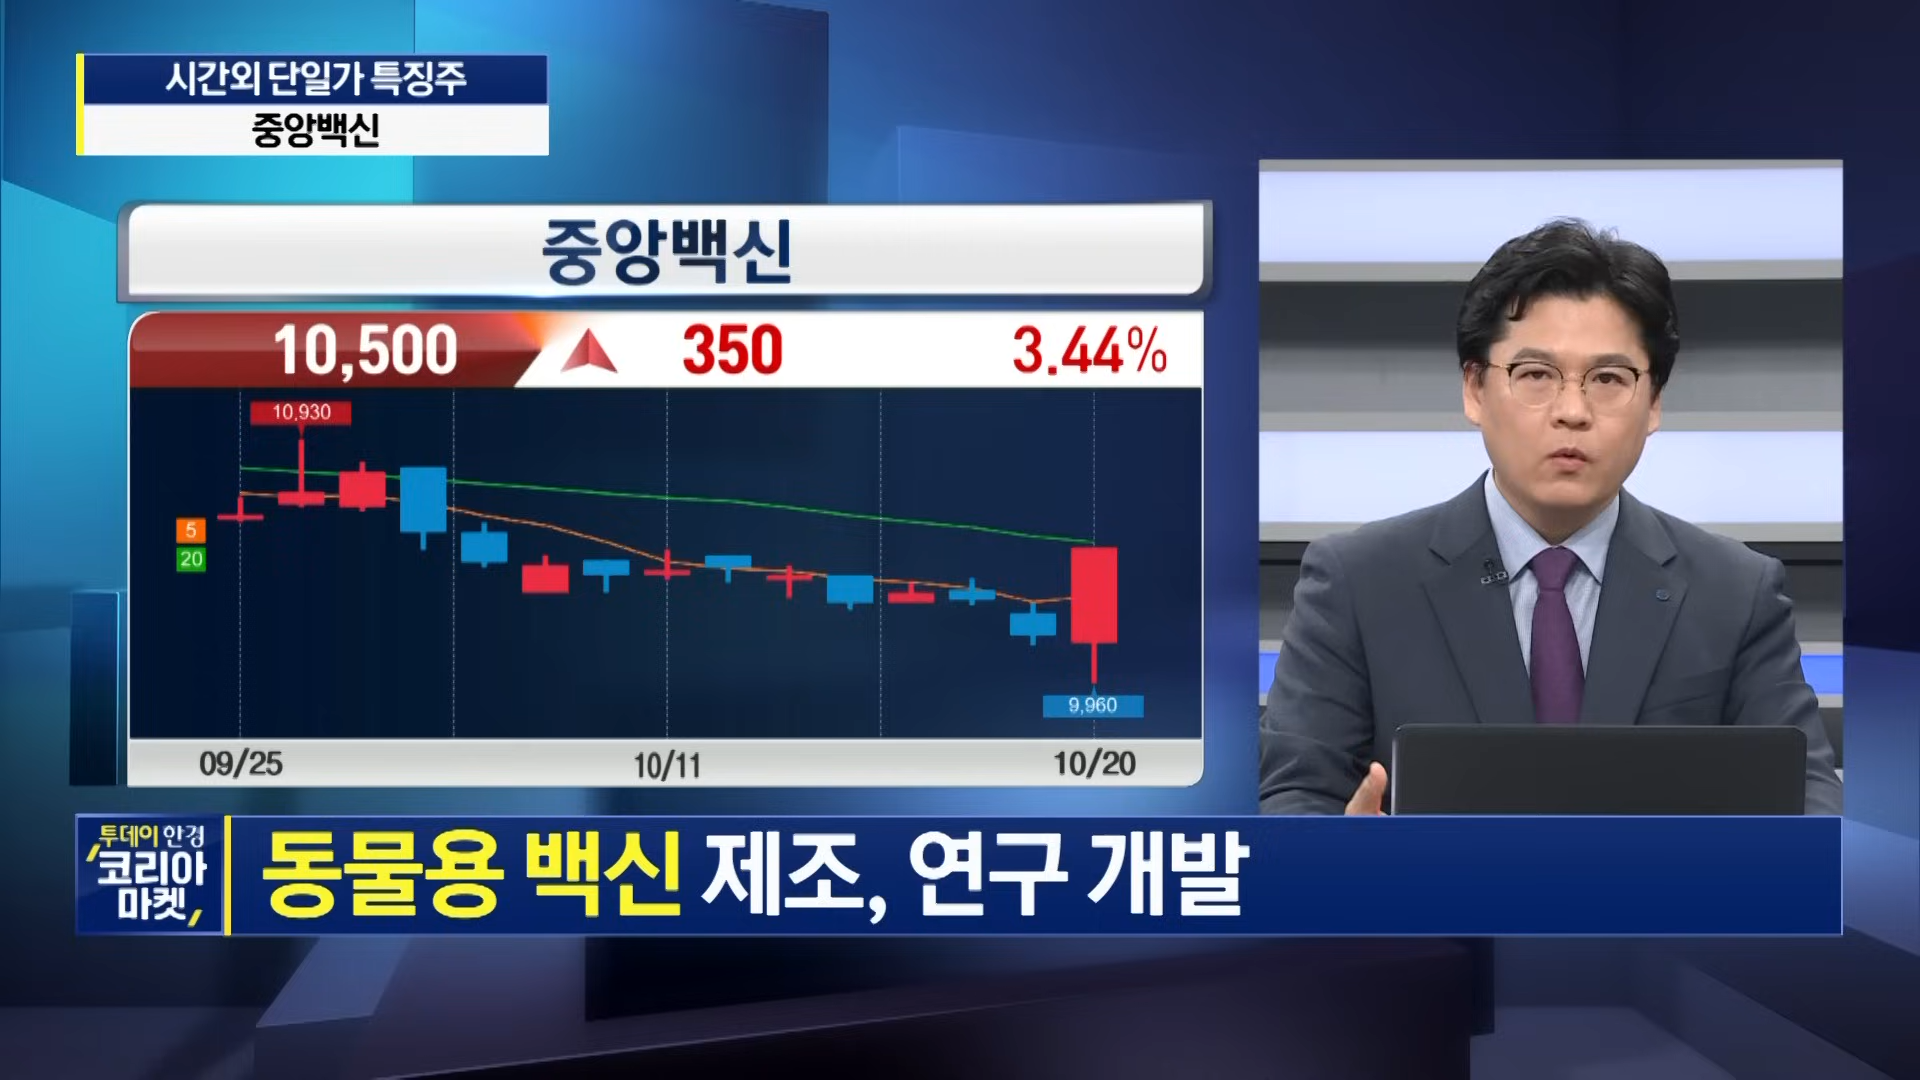 시간외 단일가 특징주
중앙백신
중앙백신
10,500 350 3.44%
10,930
5
20
9,960
09/25 10/11 10/20
투데이 한경
코리아
마켓
동물용 백신 제조, 연구 개발